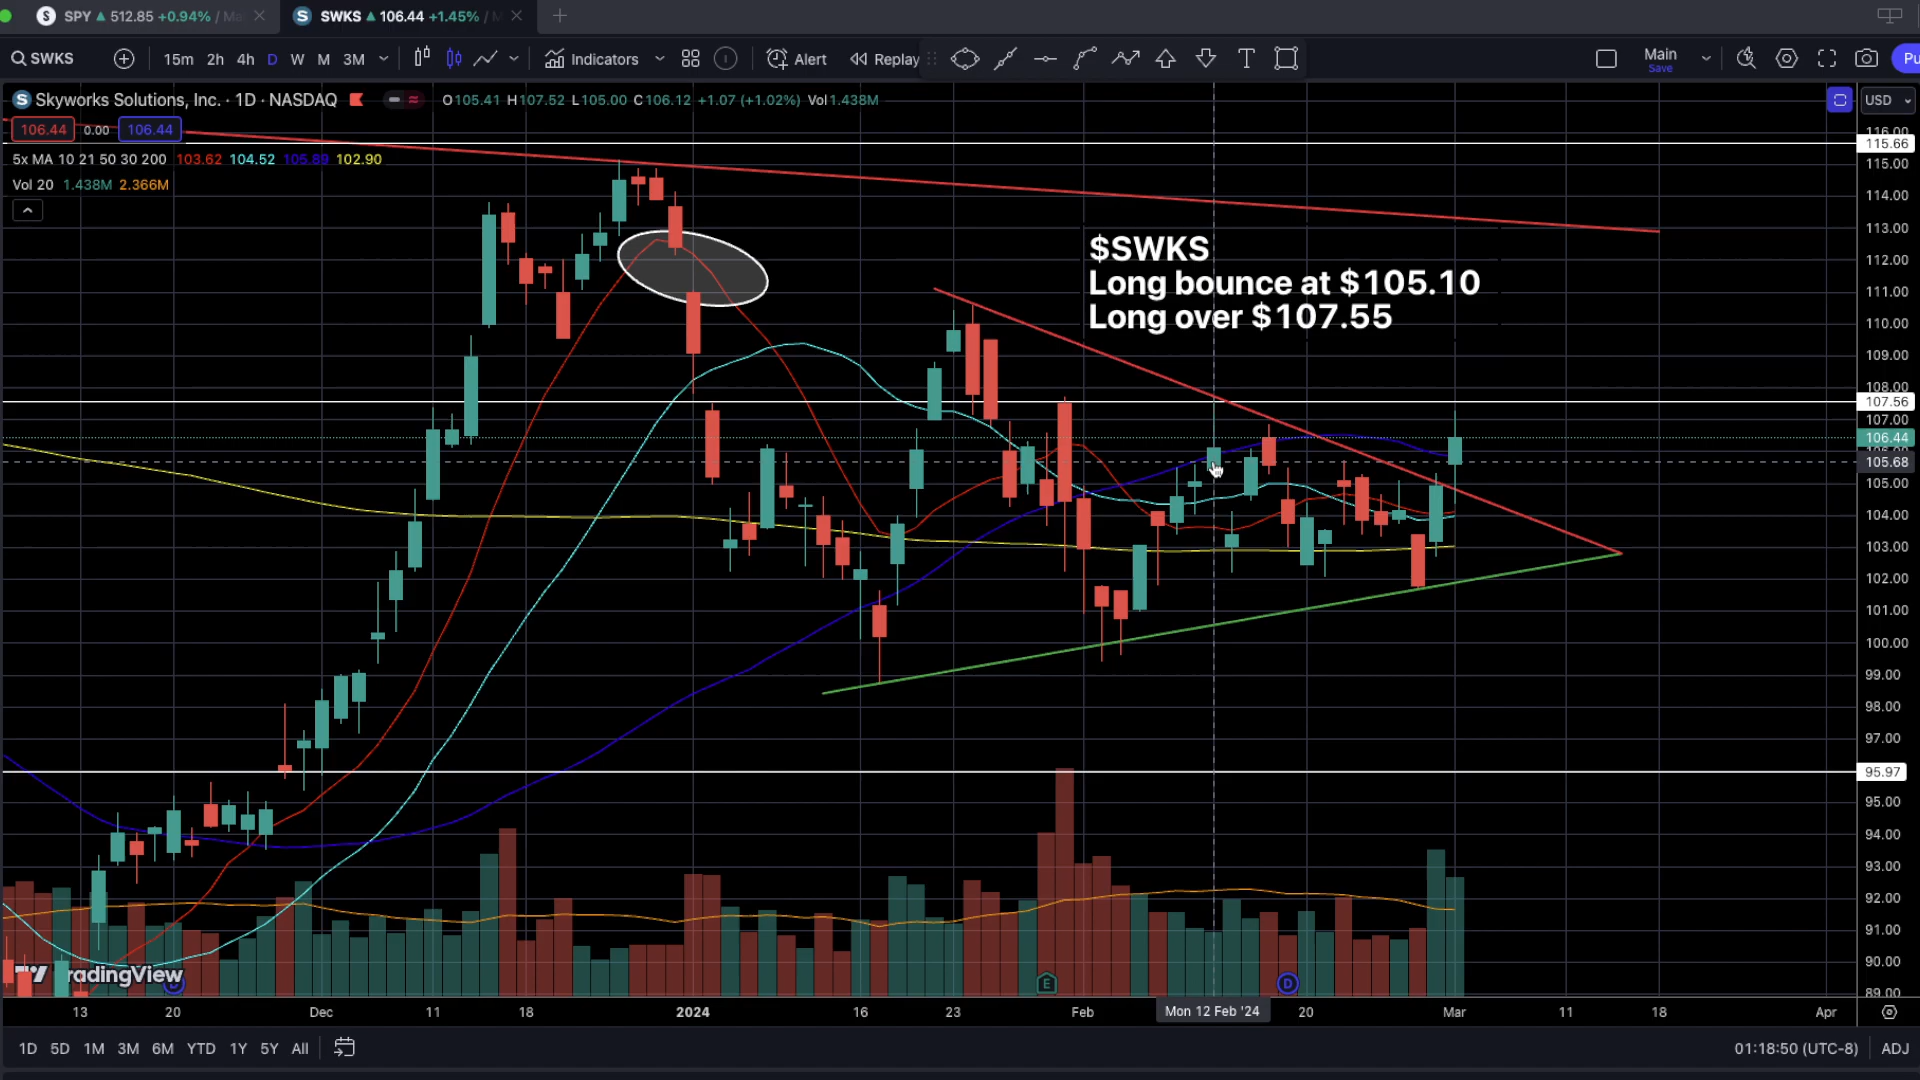 SPY ▲ 512.85 +0.94% / Ma
SWKS ▲ 106.44 +1.45% / M
SWKS 15m 2h 4h D W M 3M Indicators Alert Replay Main Save Pu
Skyworks Solutions, Inc. · 1D · NASDAQ O105.41 H107.52 L105.00 C106.12 +1.07 (+1.02%) Vol1.438M USD
106.44 0.00 106.44
5x MA 10 21 50 30 200 103.62 104.52 105.89 102.90
Vol 20 1.438M 2.366M
$SWKS
Long bounce at $105.10
Long over $107.55
116.00
115.66
115.00
114.00
113.00
112.00
111.00
110.00
109.00
108.00
107.56
107.00
106.44
105.68
105.00
104.00
103.00
102.00
101.00
100.00
99.00
98.00
97.00
95.97
95.00
94.00
93.00
92.00
91.00
90.00
89.00
TradingView
D E D
13 20 Dec 11 18 2024 16 23 Feb Mon 12 Feb '24 20 Mar 11 18 Apr
1D 5D 1M 3M 6M YTD 1Y 5Y All 01:18:50 (UTC-8) ADJ